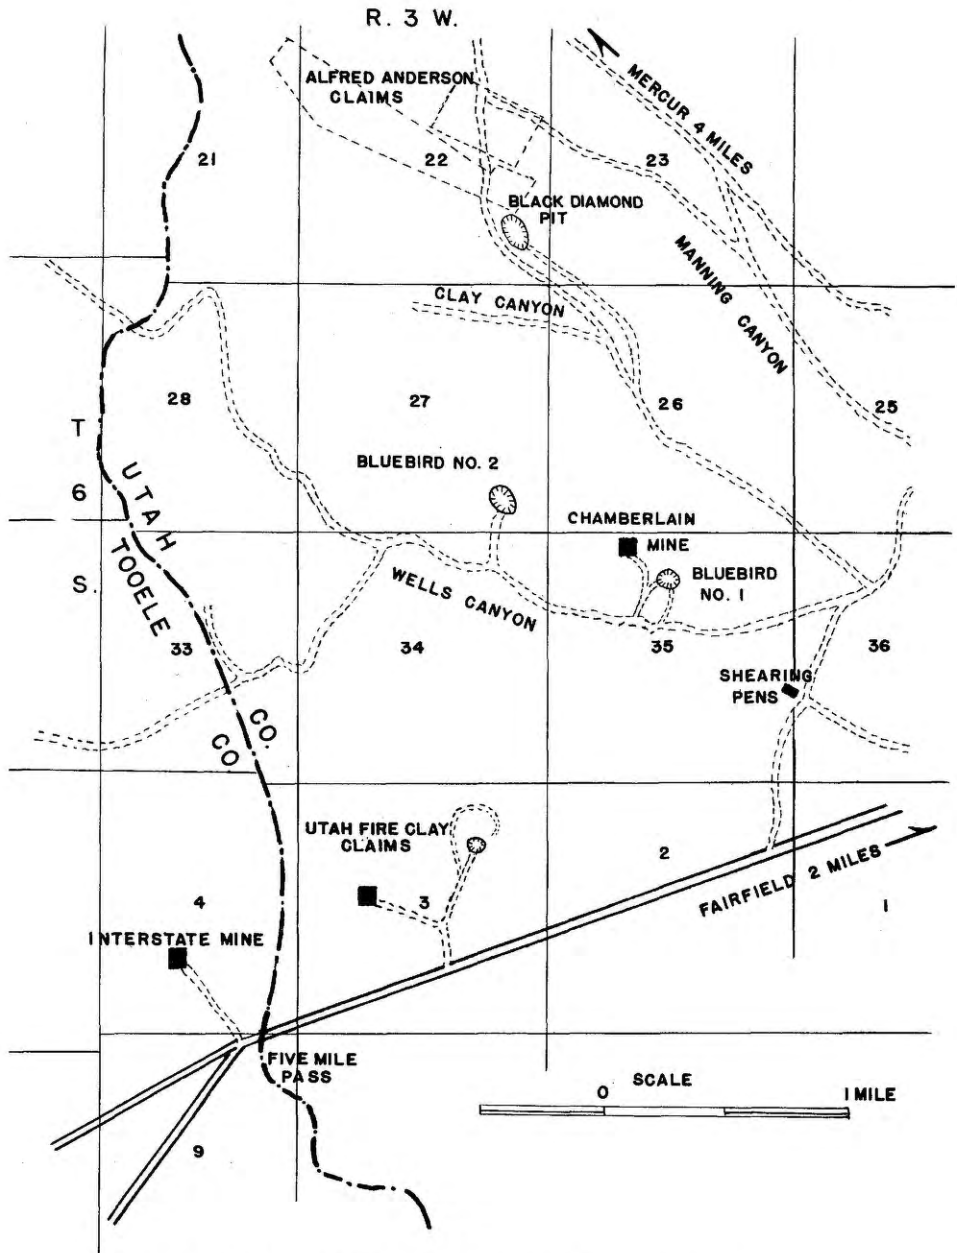 R. 3 W.
ALFRED ANDERSON
CLAIMS
MERCUR 4 MILES
21
22
23
BLACK DIAMOND
PIT
MANNING CANYON
CLAY CANYON
28
27
26
25
T
6
S.
UTAH
CO.
TOOELE
CO
BLUEBIRD NO. 2
CHAMBERLAIN
MINE
BLUEBIRD
NO. 1
WELLS CANYON
33
34
35
36
SHEARING
PENS
UTAH FIRE CLAY
CLAIMS
2
FAIRFIELD 2 MILES
4
3
1
INTERSTATE MINE
FIVE MILE
PASS
SCALE
0
1 MILE
9